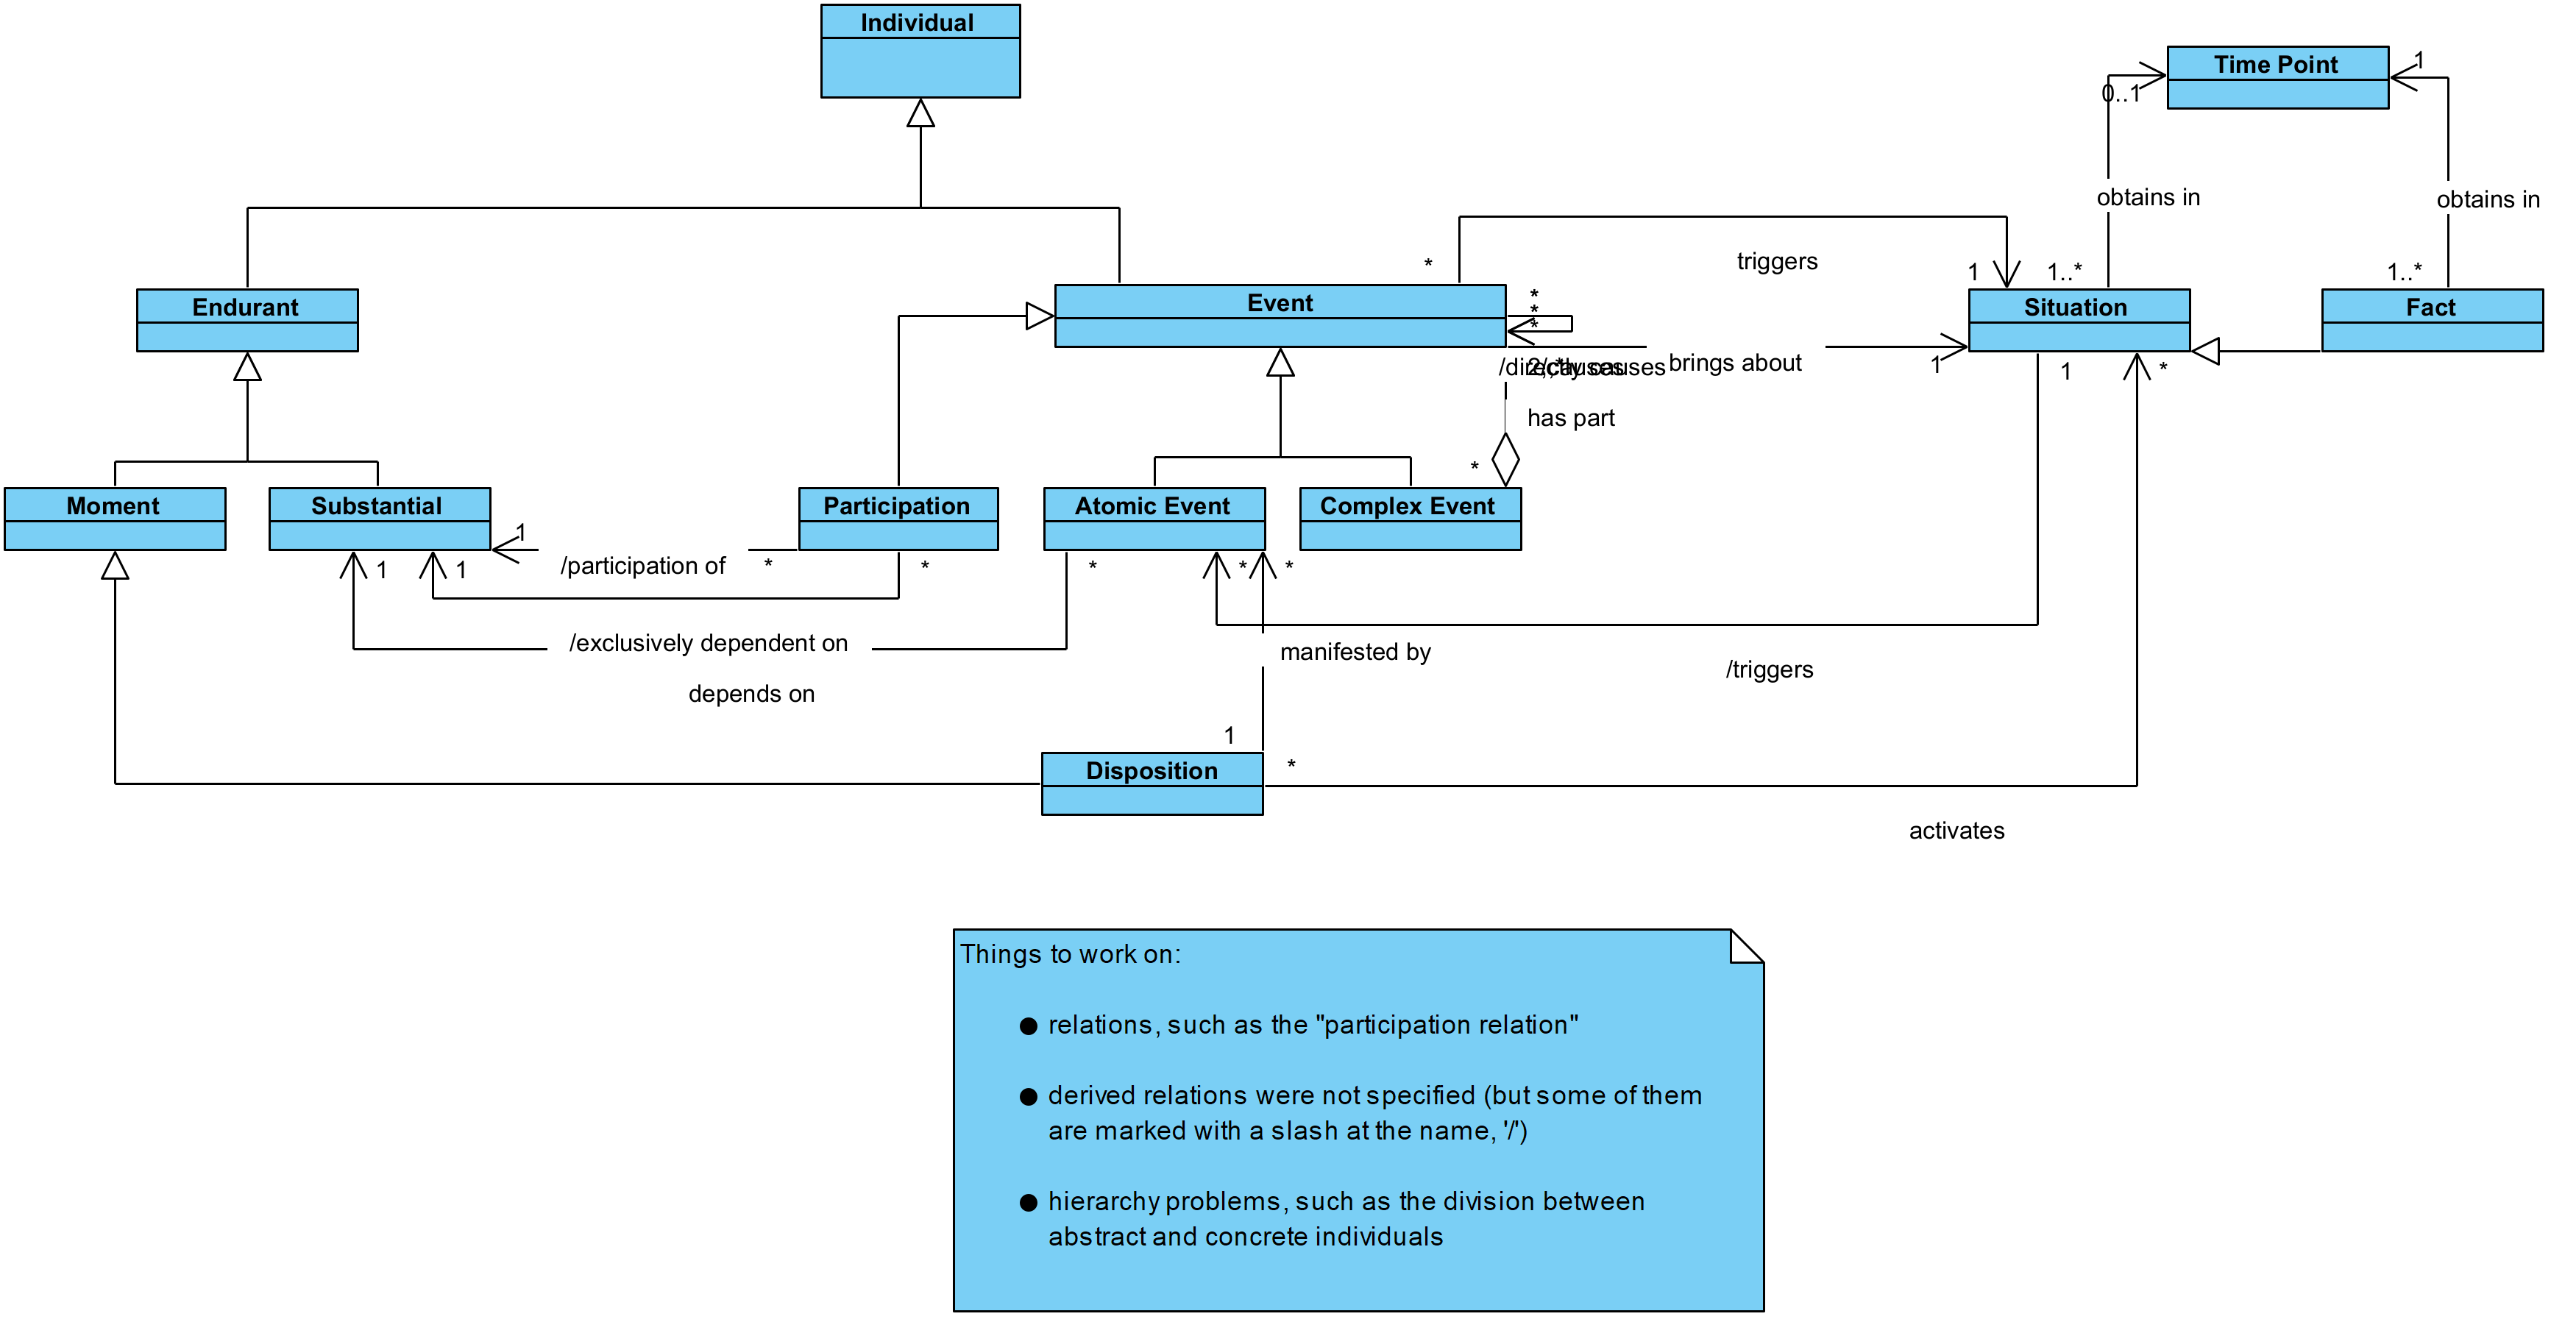 Individual
Time Point
1
0..1
obtains in
obtains in
*
triggers
1
1..*
1..*
Endurant
Event
*
*
*
Situation
Fact
/directly causes
brings about
1
1
*
has part
*
Moment
Substantial
Participation
Atomic Event
Complex Event
1
/participation of
*
1
1
*
*
*
*
/exclusively dependent on
manifested by
/triggers
depends on
1
Disposition
*
activates
Things to work on:
● relations, such as the "participation relation"
● derived relations were not specified (but some of them
are marked with a slash at the name, '/')
● hierarchy problems, such as the division between
abstract and concrete individuals